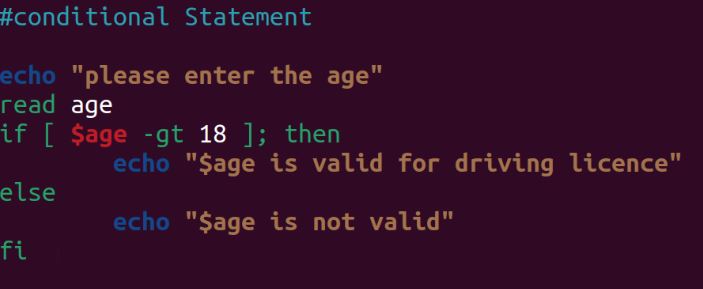 #conditional Statement
echo "please enter the age"
read age
if [ $age -gt 18 ]; then
echo "$age is valid for driving licence"
else
echo "$age is not valid"
fi